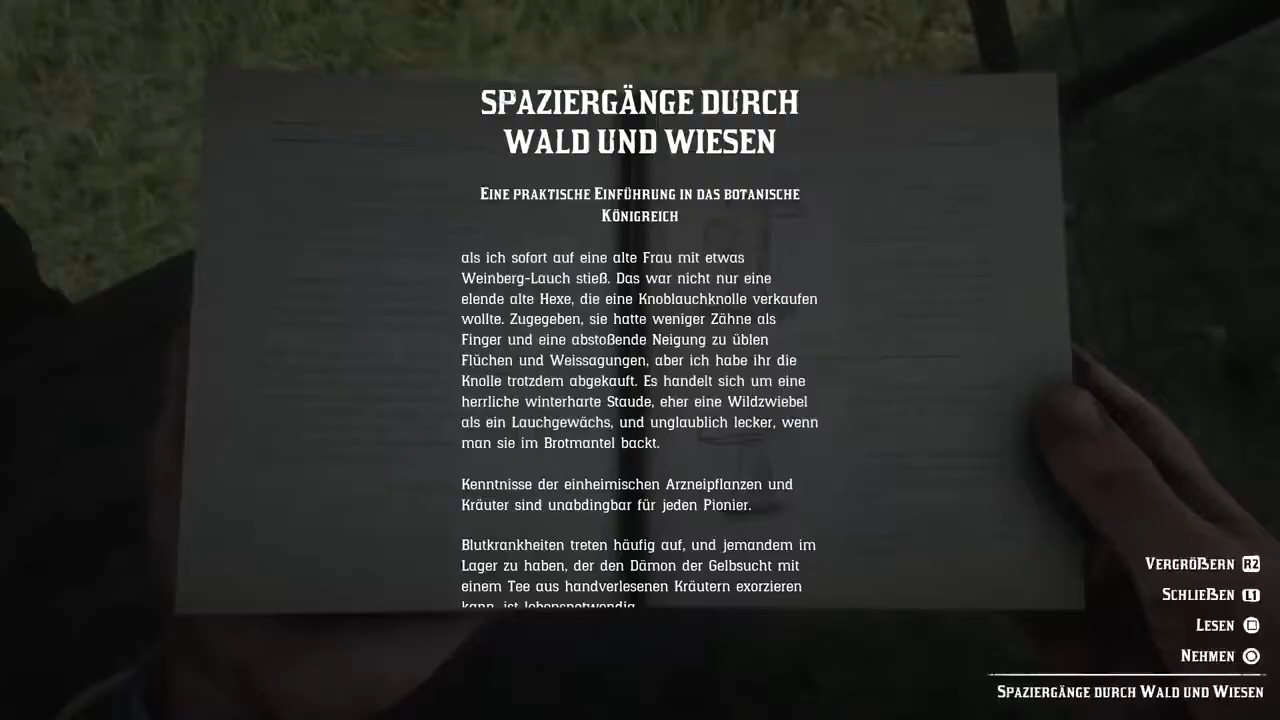 SPAZIERGÄNGE DURCH
WALD UND WIESEN
EINE PRAKTISCHE EINFÜHRUNG IN DAS BOTANISCHE
KÖNIGREICH
als ich sofort auf eine alte Frau mit etwas
Weinberg-Lauch stieß. Das war nicht nur eine
elende alte Hexe, die eine Knoblauchknolle verkaufen
wollte. Zugegeben, sie hatte weniger Zähne als
Finger und eine abstoßende Neigung zu üblen
Flüchen und Weissagungen, aber ich habe ihr die
Knolle trotzdem abgekauft. Es handelt sich um eine
herrliche winterharte Staude, eher eine Wildzwiebel
als ein Lauchgewächs, und unglaublich lecker, wenn
man sie im Brotmantel backt.
Kenntnisse der einheimischen Arzneipflanzen und
Kräuter sind unabdingbar für jeden Pionier.
Blutkrankheiten treten häufig auf, und jemandem im
Lager zu haben, der den Dämon der Gelbsucht mit
einem Tee aus handverlesenen Kräutern exorzieren
kann, ist lebensnotwendig.
VERGRÖẞERN R2
SCHLIEẞEN L1
LESEN
NEHMEN
SPAZIERGÄNGE DURCH WALD UND WIESEN